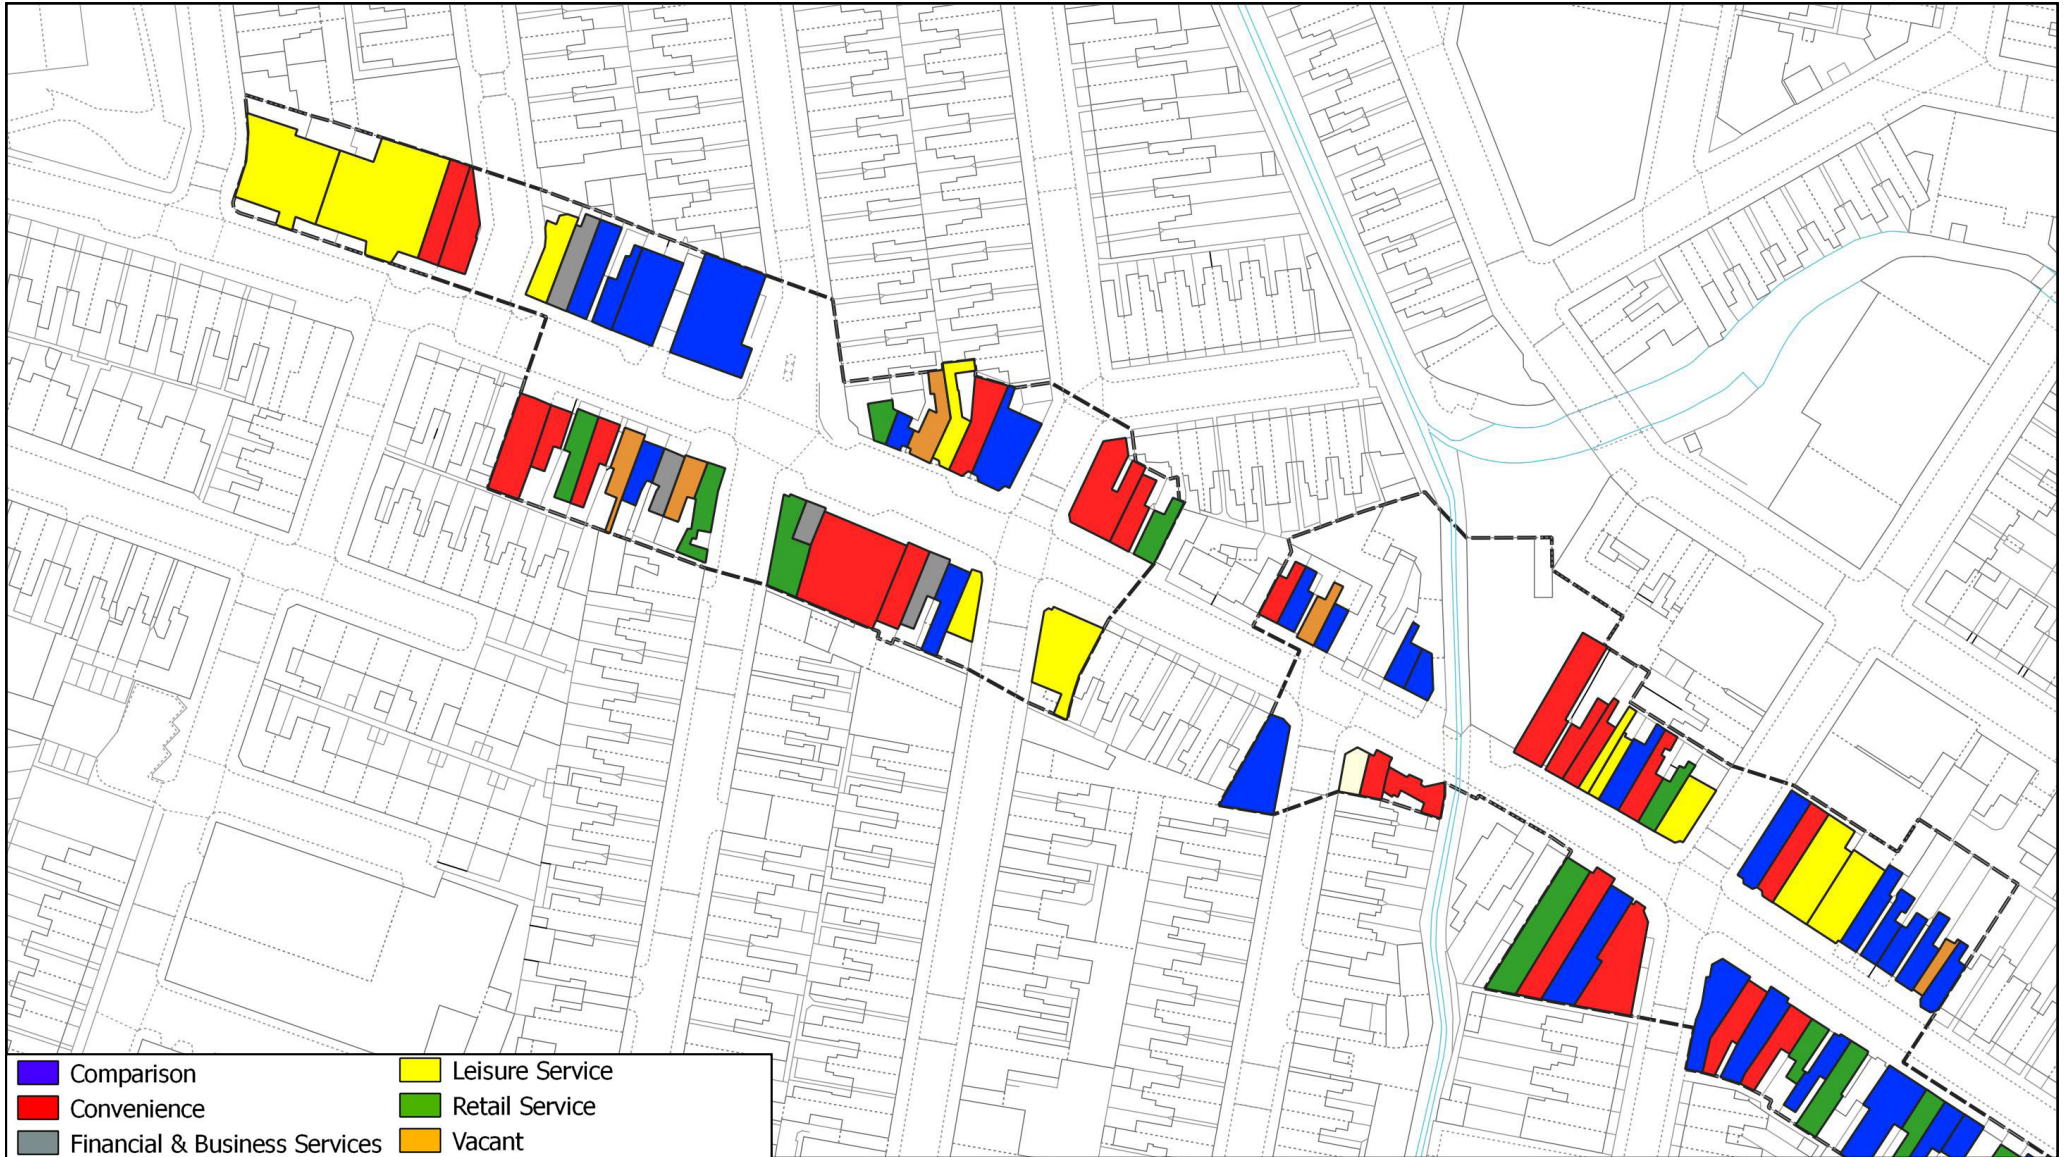 Comparison
Convenience
Financial & Business Services
Leisure Service
Retail Service
Vacant